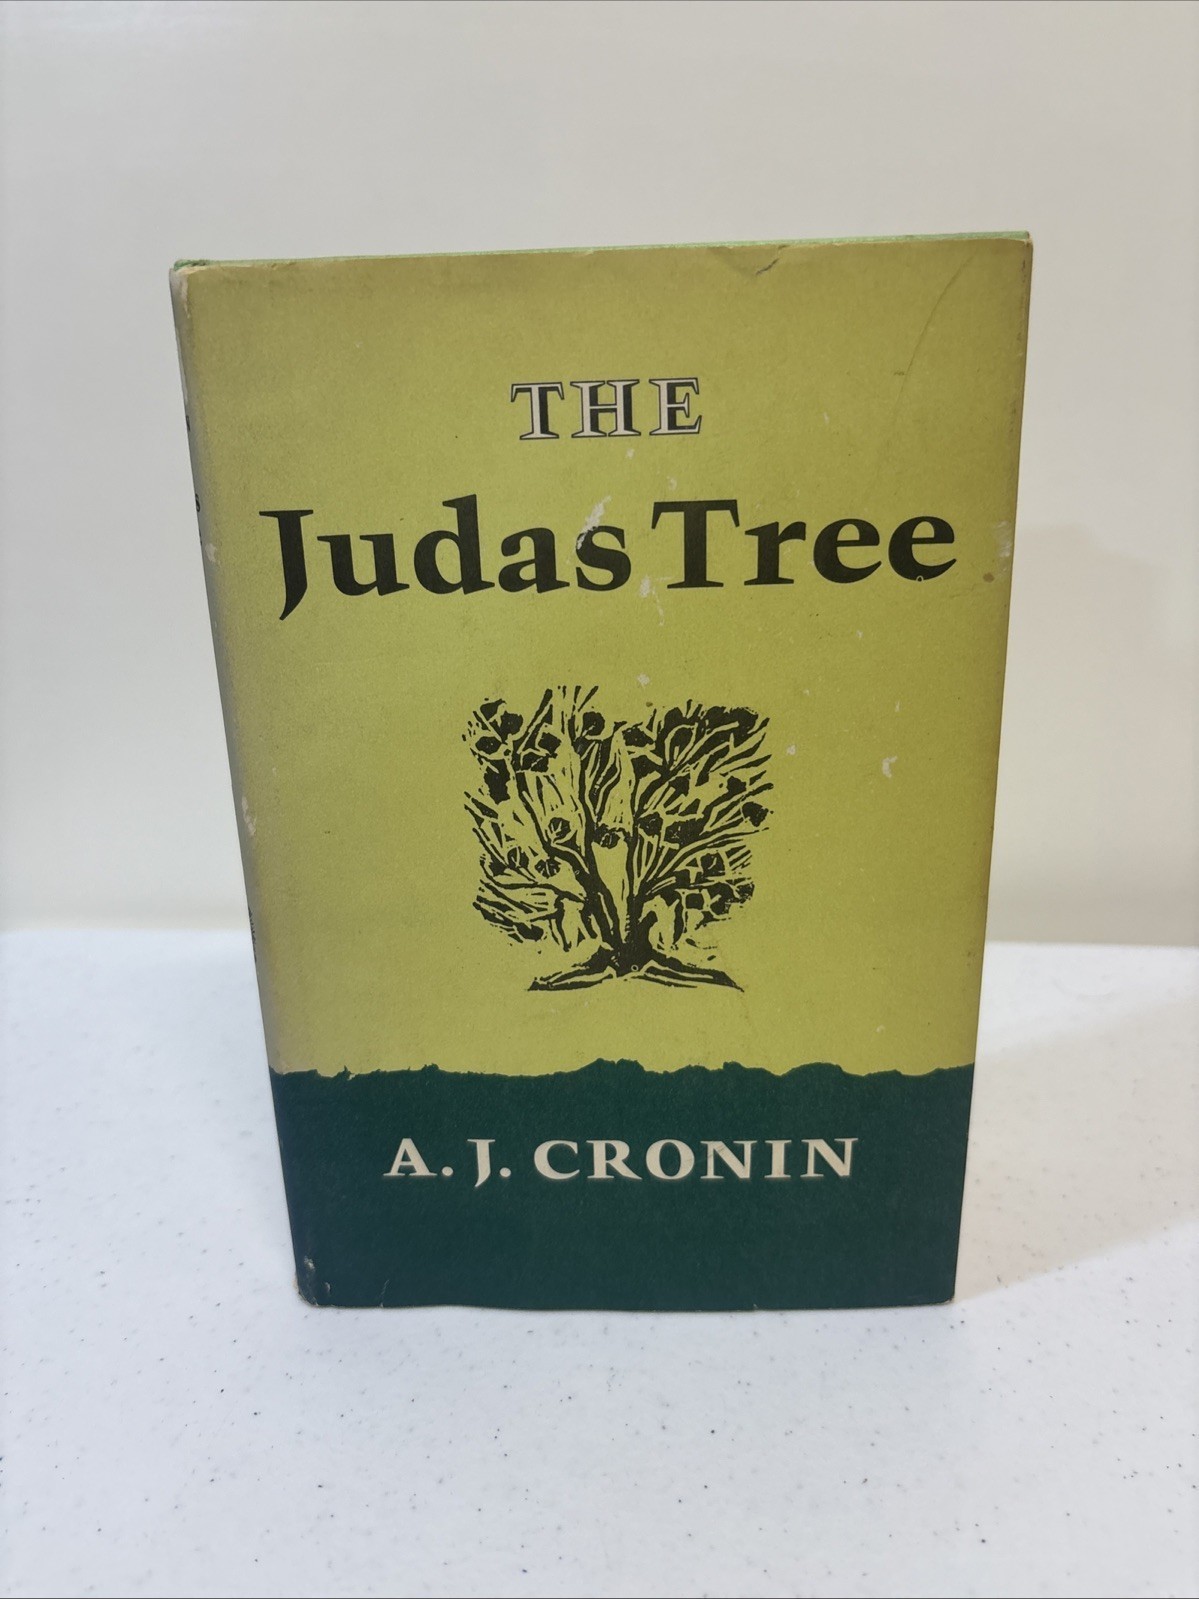 THE
Judas Tree
A. J. CRONIN